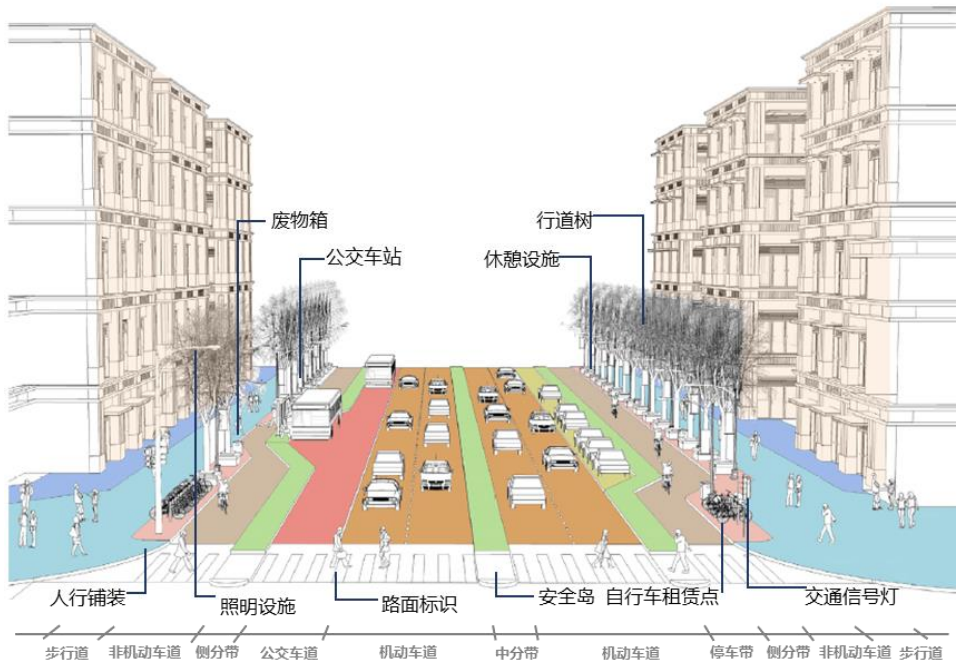 废物箱
行道树
公交车站
休憩设施
人行铺装
照明设施
路面标识
安全岛
自行车租赁点
交通信号灯
步行道
非机动车道
侧分带
公交车道
机动车道
中分带
机动车道
停车带
侧分带
非机动车道
步行道